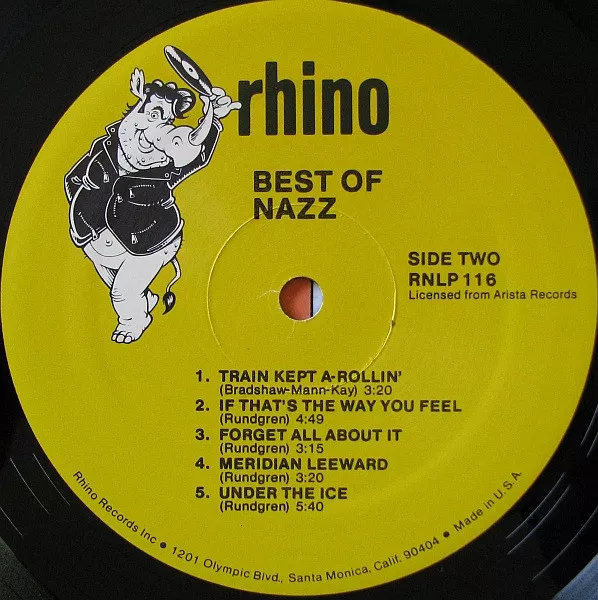 rhino
BEST OF
NAZZ
SIDE TWO
RNLP 116
Licensed from Arista Records
1. TRAIN KEPT A-ROLLIN'
(Bradshaw-Mann-Kay) 3:20
2. IF THAT'S THE WAY YOU FEEL
(Rundgren) 4:49
3. FORGET ALL ABOUT IT
(Rundgren) 3:15
4. MERIDIAN LEEWARD
(Rundgren) 3:20
5. UNDER THE ICE
(Rundgren) 5:40
Rhino Records Inc • 1201 Olympic Blvd., Santa Monica, Calif. 90404 • Made in U.S.A.